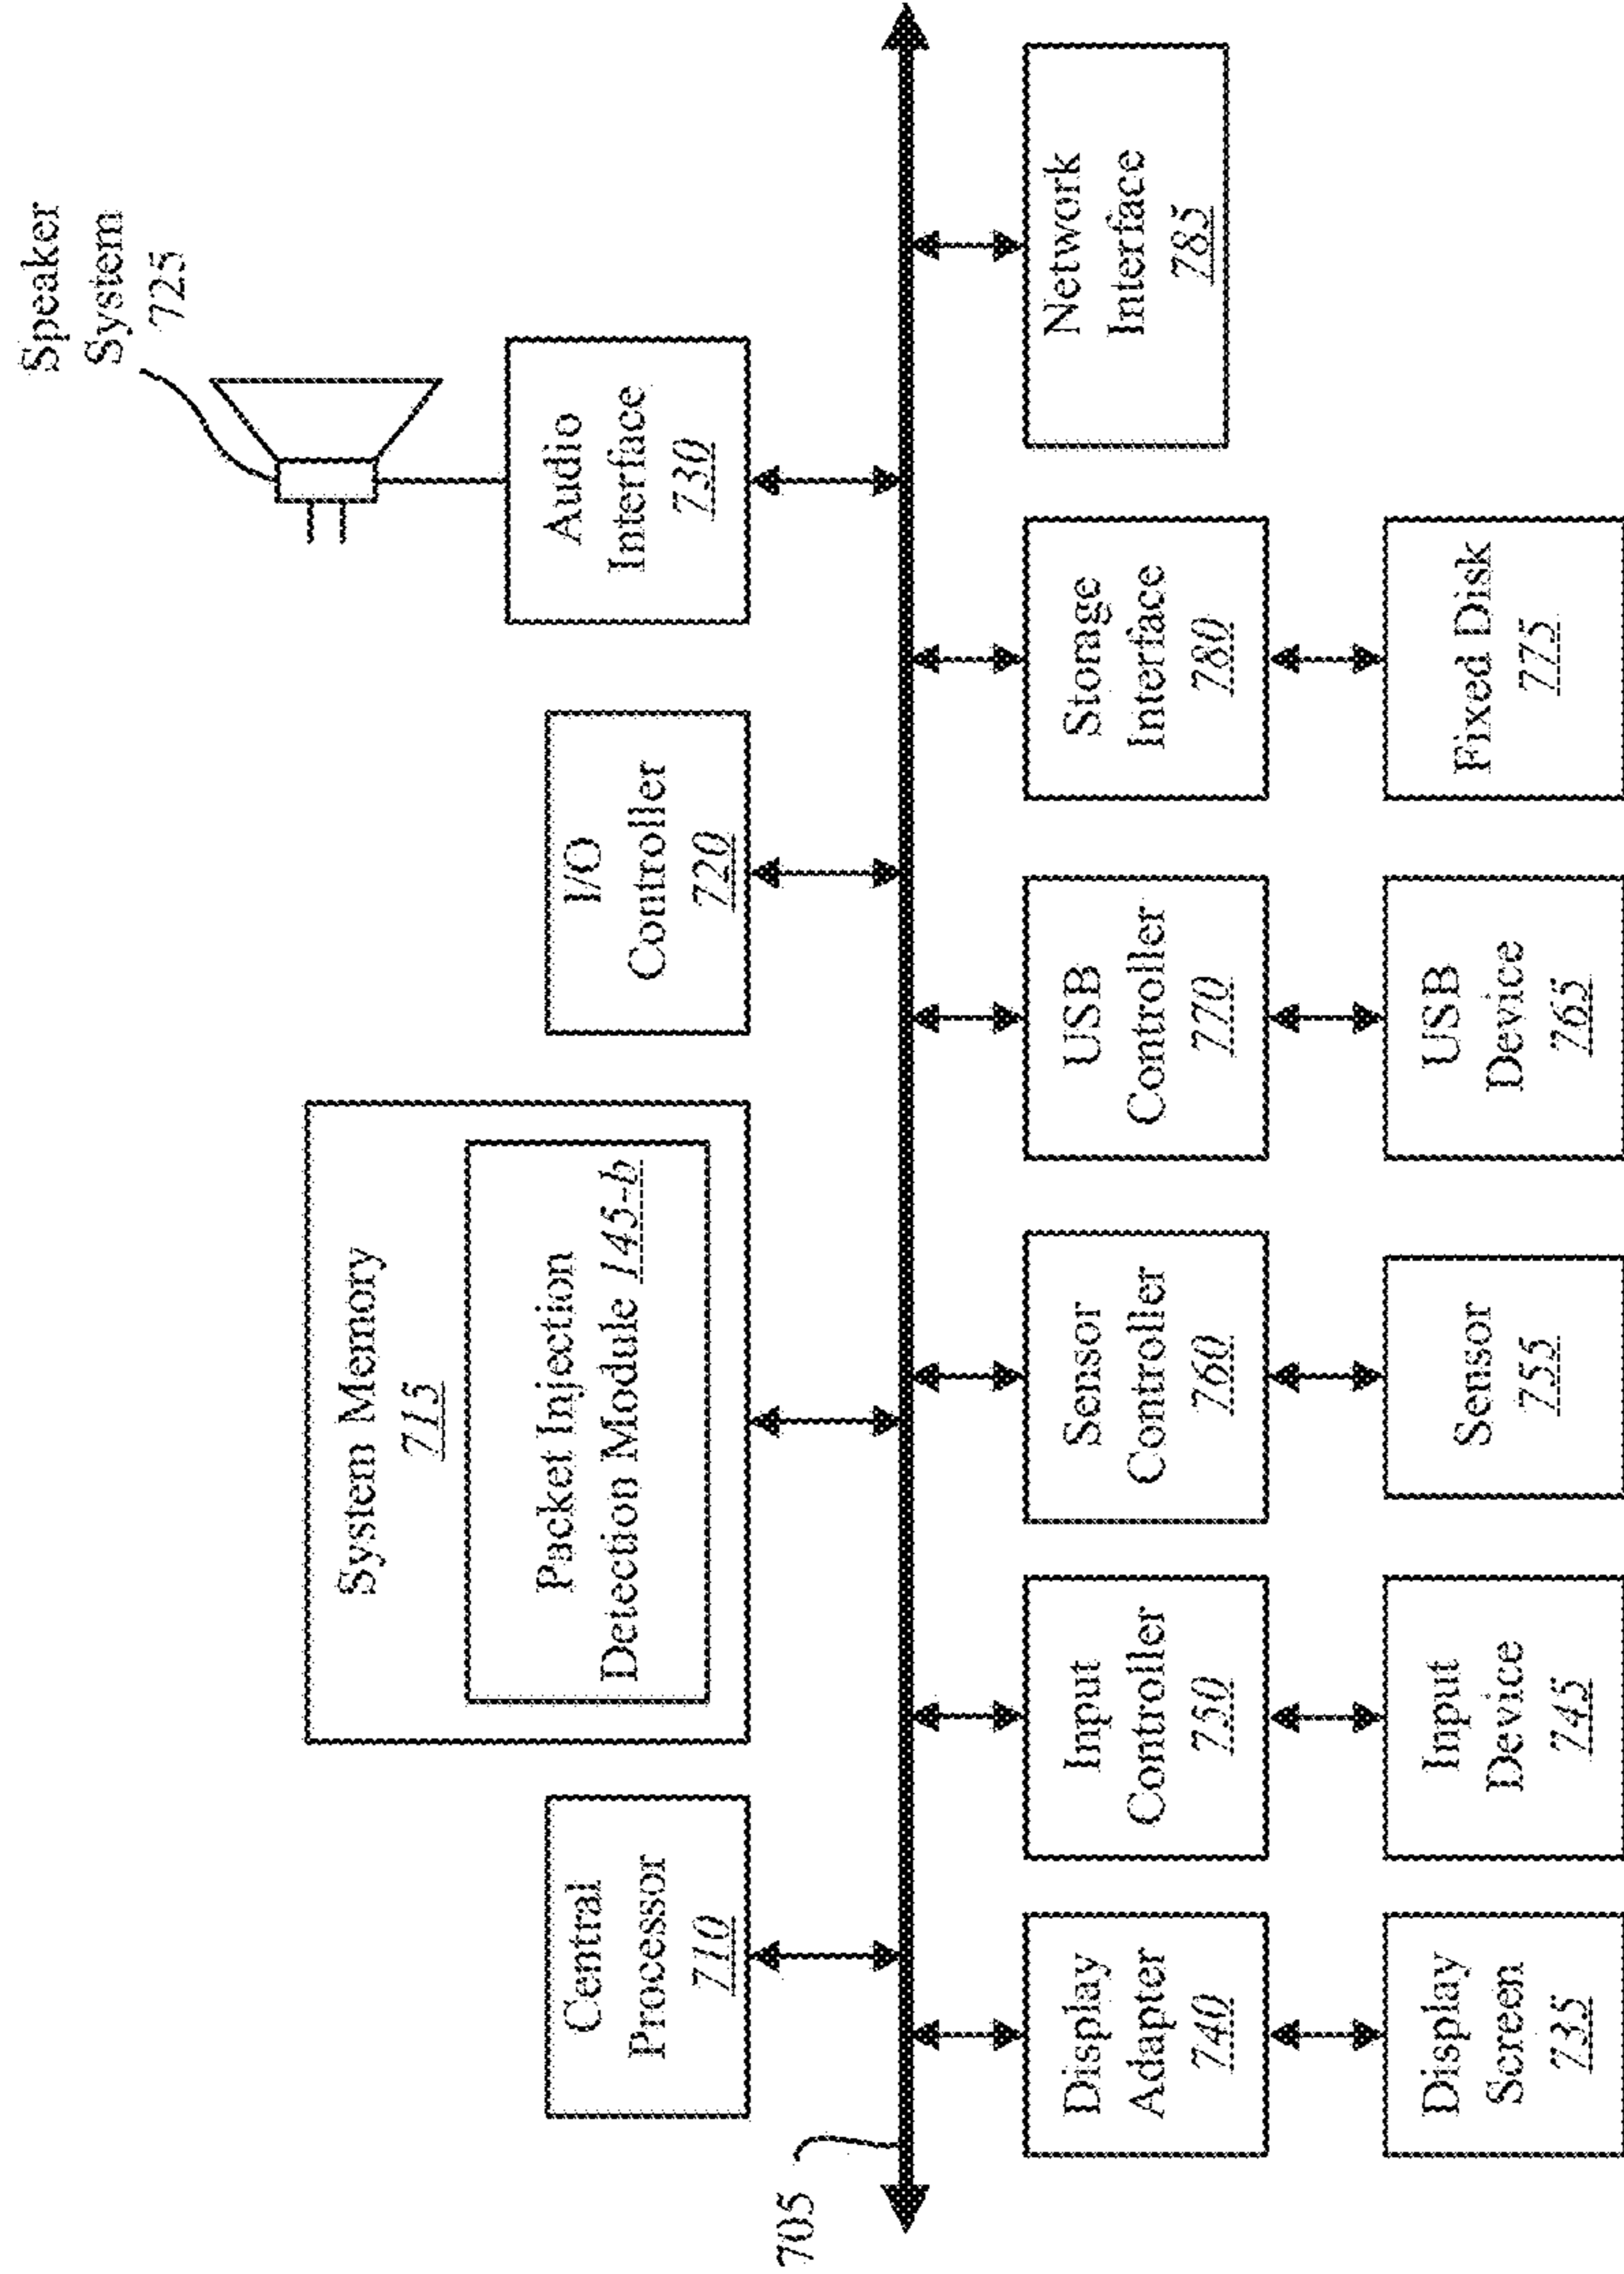 Speaker
System
725
Central
Processor
710
System Memory
715
Packet Injection
Detection Module 145-b
I/O
Controller
720
Audio
Interface
730
705
Display
Adapter
740
Input
Controller
750
Sensor
Controller
760
USB
Controller
770
Storage
Interface
780
Network
Interface
785
Display
Screen
735
Input
Device
745
Sensor
755
USB
Device
765
Fixed Disk
775